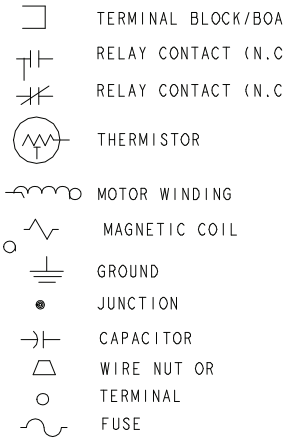 TERMINAL BLOCK/BOA
RELAY CONTACT (N.C
RELAY CONTACT (N.C
THERMISTOR
MOTOR WINDING
MAGNETIC COIL
GROUND
JUNCTION
CAPACITOR
WIRE NUT OR
TERMINAL
FUSE